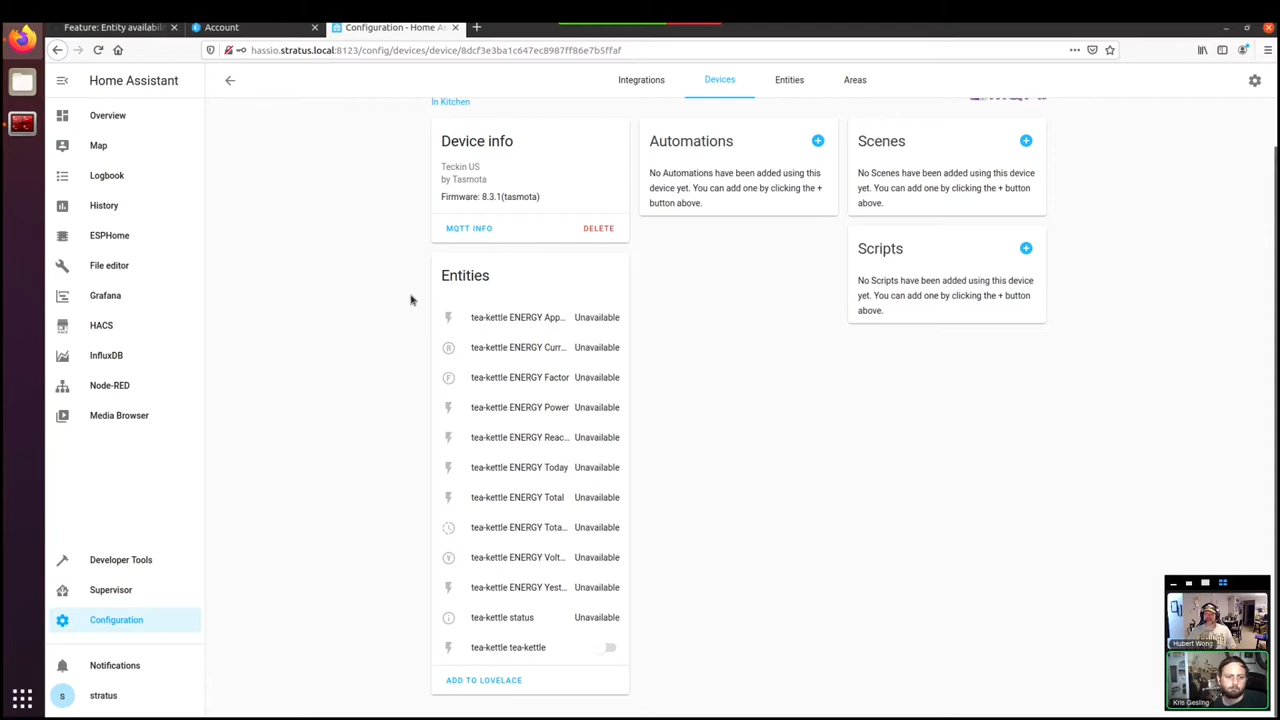 Feature: Entity availabili
Account
Configuration - Home As
hassio.stratus.local:8123/config/devices/device/8dcf3e3ba1c647ec8987ff86e7b5ffaf
Home Assistant
Integrations
Devices
Entities
Areas
Overview
Map
Logbook
History
ESPHome
File editor
Grafana
HACS
InfluxDB
Node-RED
Media Browser
Developer Tools
Supervisor
Configuration
Notifications
s
stratus
In Kitchen
Device info
Teckin US
by Tasmota
Firmware: 8.3.1(tasmota)
MQTT INFO
DELETE
Automations
No Automations have been added using this
device yet. You can add one by clicking the +
button above.
Scenes
No Scenes have been added using this device
yet. You can add one by clicking the + button
above.
Scripts
No Scripts have been added using this device
yet. You can add one by clicking the + button
above.
Entities
tea-kettle ENERGY App... Unavailable
tea-kettle ENERGY Curr... Unavailable
tea-kettle ENERGY Factor Unavailable
tea-kettle ENERGY Power Unavailable
tea-kettle ENERGY Reac... Unavailable
tea-kettle ENERGY Today Unavailable
tea-kettle ENERGY Total Unavailable
tea-kettle ENERGY Tota... Unavailable
tea-kettle ENERGY Volt... Unavailable
tea-kettle ENERGY Yest... Unavailable
tea-kettle status Unavailable
tea-kettle tea-kettle
ADD TO LOVELACE
Hubert Wong
Kris Gesling